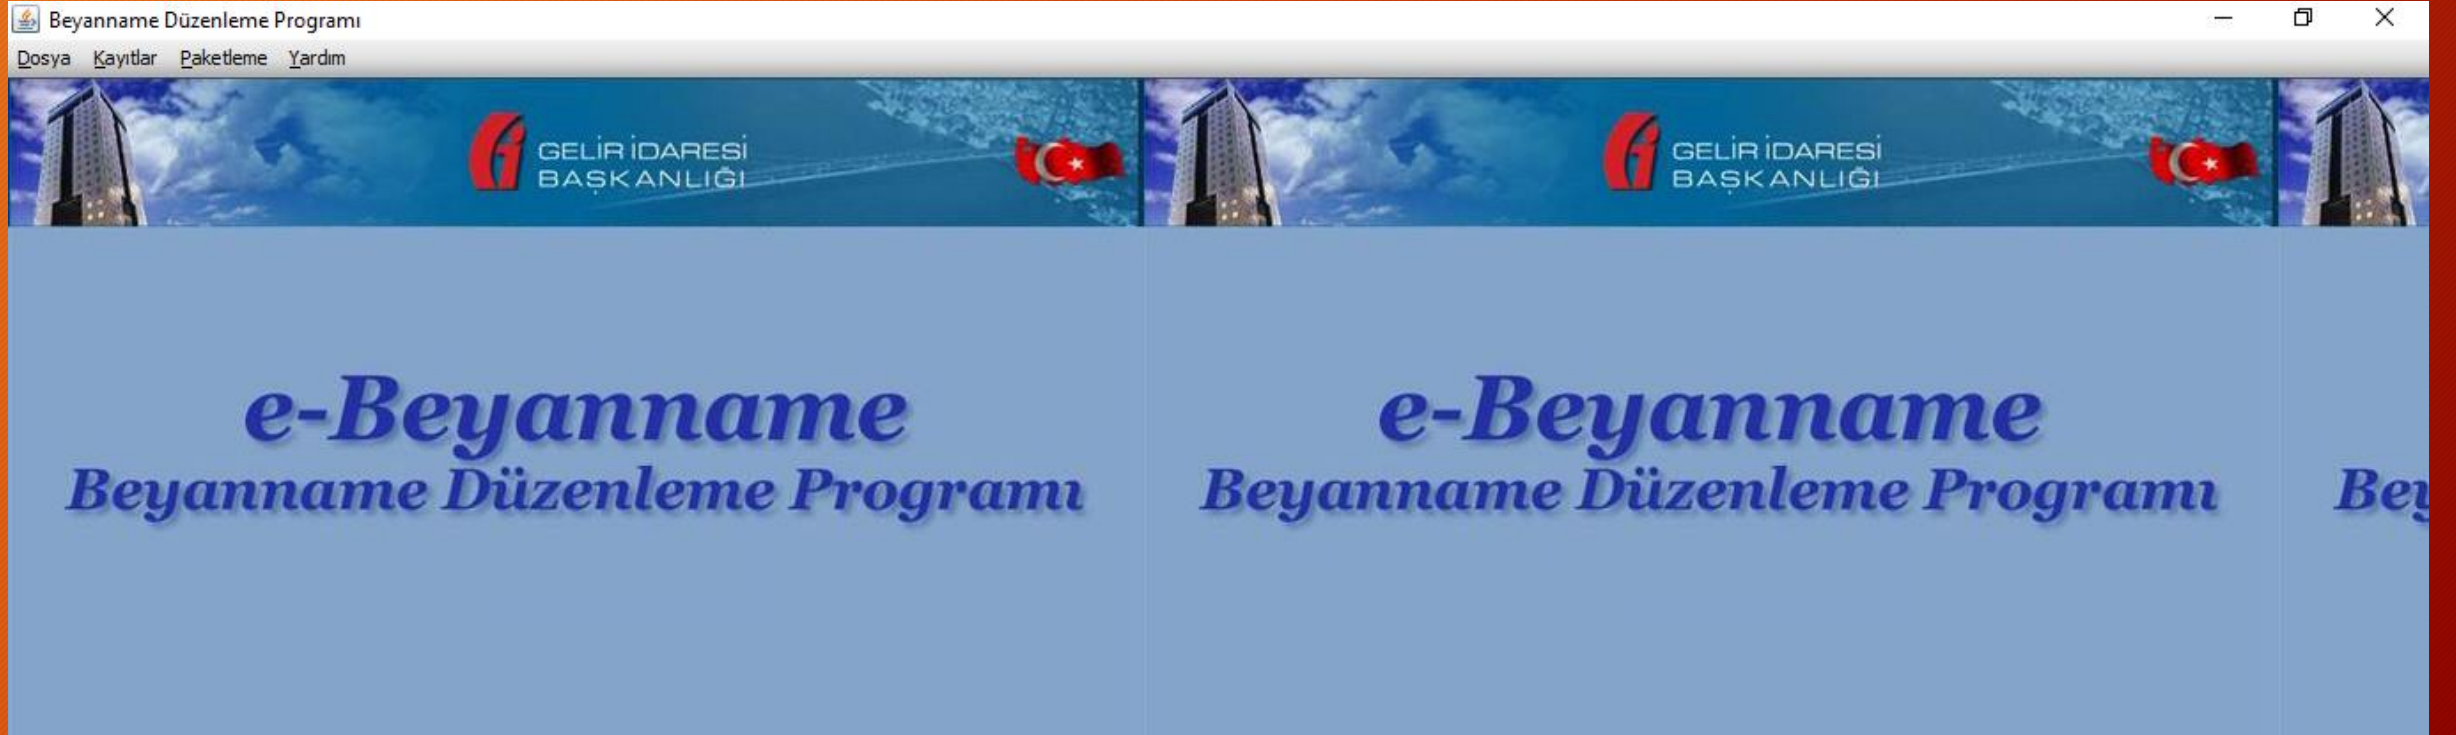 Beyanname Düzenleme Programı
Dosya Kayıtlar Paketleme Yardım
GELİR İDARESİ
BAŞKANLIĞI
GELİR İDARESİ
BAŞKANLIĞI
e-Beyanname
Beyanname Düzenleme Programı
e-Beyanname
Beyanname Düzenleme Programı